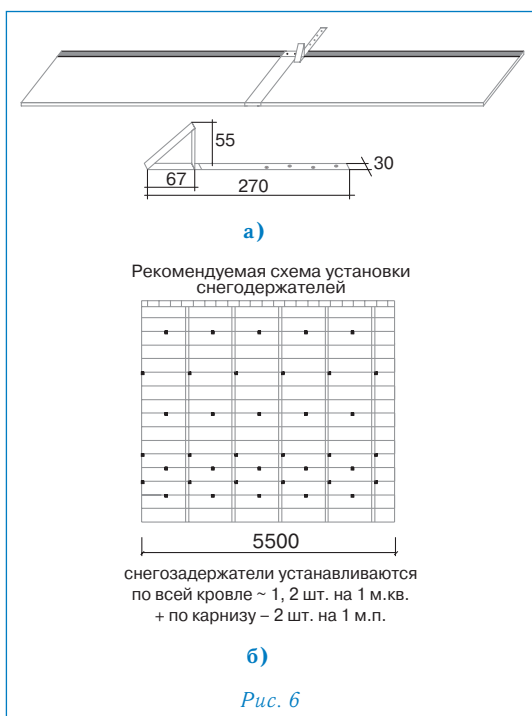 55
30
67
270
а)
Рекомендуемая схема установки
снегодержателей
5500
снегозадержатели устанавливаются
по всей кровле ~ 1, 2 шт. на 1 м.кв.
+ по карнизу – 2 шт. на 1 м.п.
б)
Рис. 6